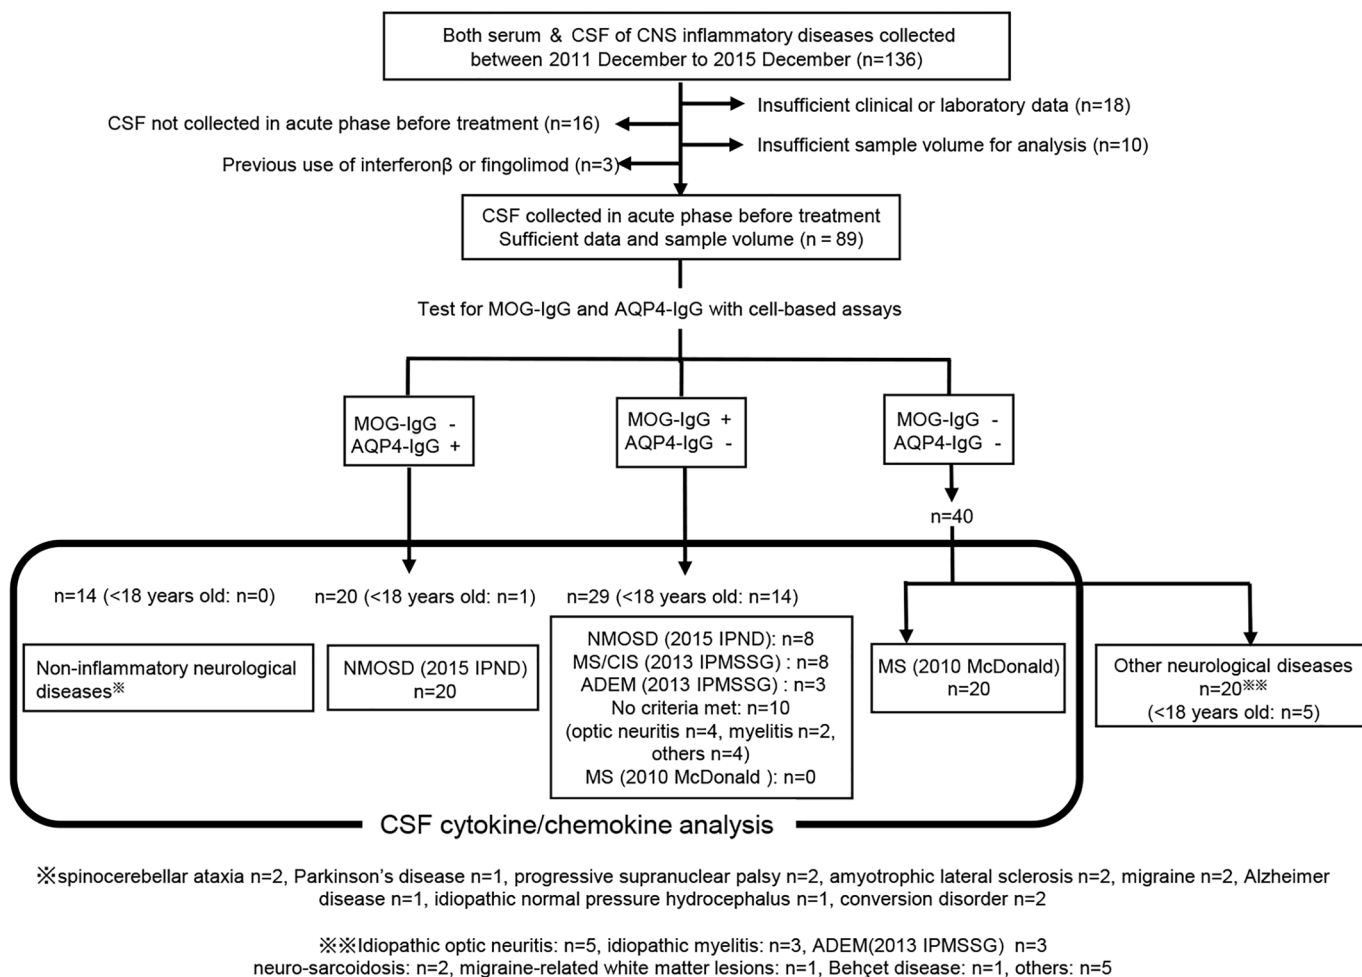 Both serum & CSF of CNS inflammatory diseases collected
between 2011 December to 2015 December (n=136)
Insufficient clinical or laboratory data (n=18)
CSF not collected in acute phase before treatment (n=16)
Insufficient sample volume for analysis (n=10)
Previous use of interferonβ or fingolimod (n=3)
CSF collected in acute phase before treatment
Sufficient data and sample volume (n = 89)
Test for MOG-IgG and AQP4-IgG with cell-based assays
MOG-IgG -
AQP4-IgG +
MOG-IgG +
AQP4-IgG -
MOG-IgG -
AQP4-IgG -
n=40
n=14 (<18 years old: n=0)
n=20 (<18 years old: n=1)
n=29 (<18 years old: n=14)
Non-inflammatory neurological
diseases※
NMOSD (2015 IPND)
n=20
NMOSD (2015 IPND): n=8
MS/CIS (2013 IPMSSG) : n=8
ADEM (2013 IPMSSG) : n=3
No criteria met: n=10
(optic neuritis n=4, myelitis n=2,
others n=4)
MS (2010 McDonald ): n=0
MS (2010 McDonald)
n=20
Other neurological diseases
n=20※※
(<18 years old: n=5)
CSF cytokine/chemokine analysis
※spinocerebellar ataxia n=2, Parkinson's disease n=1, progressive supranuclear palsy n=2, amyotrophic lateral sclerosis n=2, migraine n=2, Alzheimer
disease n=1, idiopathic normal pressure hydrocephalus n=1, conversion disorder n=2
※※Idiopathic optic neuritis: n=5, idiopathic myelitis: n=3, ADEM(2013 IPMSSG) n=3
neuro-sarcoidosis: n=2, migraine-related white matter lesions: n=1, Behçet disease: n=1, others: n=5